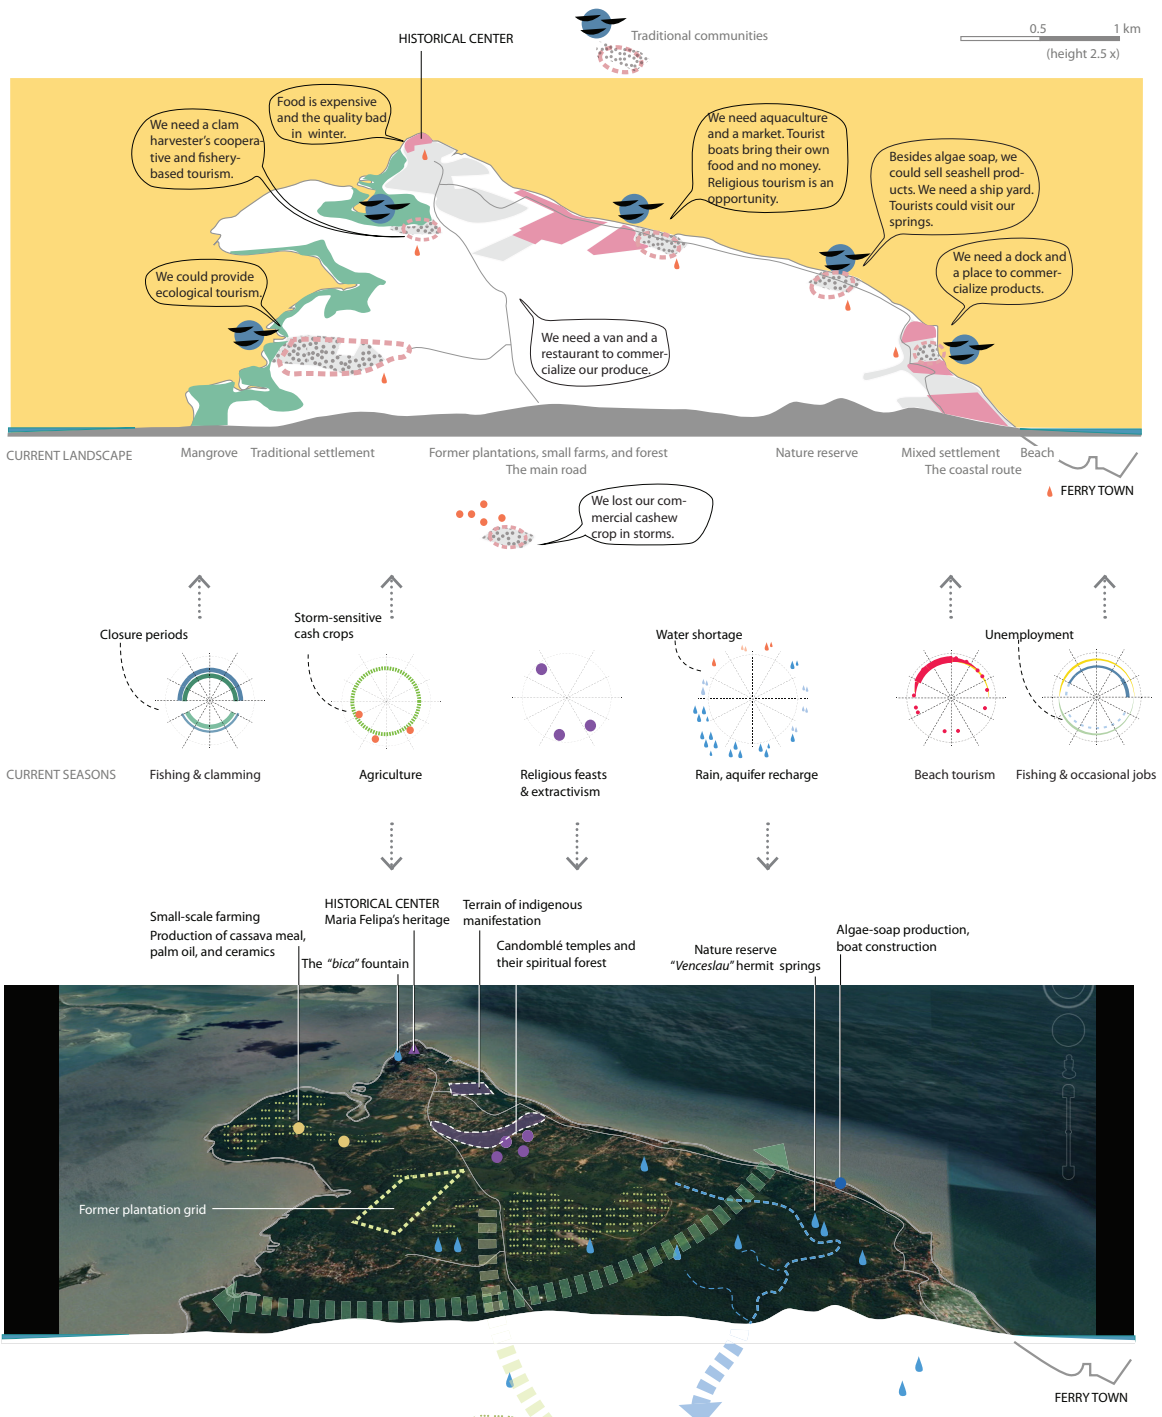 HISTORICAL CENTER
Traditional communities
0.5
1 km
(height 2.5 x)
Food is expensive
and the quality bad
in winter.
We need a clam
harvester's coopera-
tive and fishery-
based tourism.
We need aquaculture
and a market. Tourist
boats bring their own
food and no money.
Religious tourism is an
opportunity.
Besides algae soap, we
could sell seashell prod-
ucts. We need a ship yard.
Tourists could visit our
springs.
We need a dock and
a place to commer-
cialize products.
We could provide
ecological tourism.
We need a van and a
restaurant to commer-
cialize our produce.
CURRENT LANDSCAPE
Mangrove
Traditional settlement
Former plantations, small farms, and forest
The main road
Nature reserve
Mixed settlement
The coastal route
Beach
FERRY TOWN
We lost our com-
mercial cashew
crop in storms.
Closure periods
Storm-sensitive
cash crops
Water shortage
Unemployment
CURRENT SEASONS
Fishing & clamming
Agriculture
Religious feasts
& extractivism
Rain, aquifer recharge
Beach tourism
Fishing & occasional jobs
Small-scale farming
Production of cassava meal,
palm oil, and ceramics
HISTORICAL CENTER
Maria Felipa's heritage
The "bica" fountain
Terrain of indigenous
manifestation
Candomblé temples and
their spiritual forest
Nature reserve
"Venceslau" hermit springs
Algae-soap production,
boat construction
Former plantation grid
FERRY TOWN